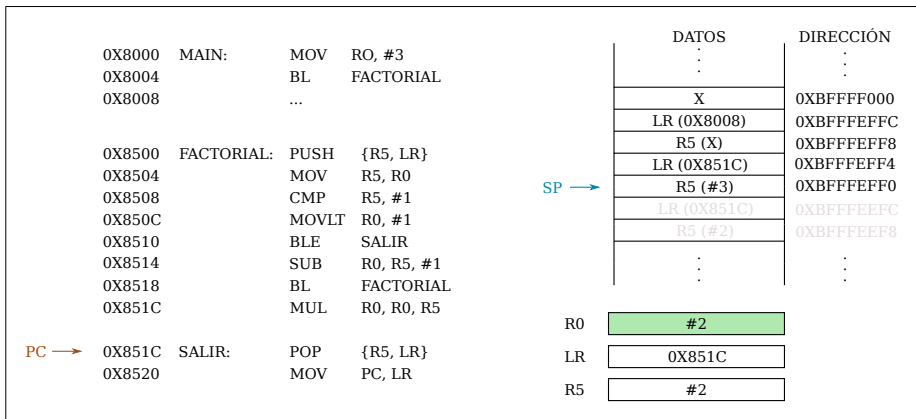 0X8000 MAIN: MOV RO, #3
0X8004 BL FACTORIAL
0X8008 ...
0X8500 FACTORIAL: PUSH {R5, LR}
0X8504 MOV R5, R0
0X8508 CMP R5, #1
0X850C MOVLT R0, #1
0X8510 BLE SALIR
0X8514 SUB R0, R5, #1
0X8518 BL FACTORIAL
0X851C MUL R0, R0, R5
PC 0X851C SALIR: POP {R5, LR}
0X8520 MOV PC, LR
DATOS DIRECCIÓN
X 0XBFFFF000
LR (0X8008) 0XBFFFEFFC
R5 (X) 0XBFFFEFF8
LR (0X851C) 0XBFFFEFF4
SP R5 (#3) 0XBFFFEFF0
LR (0X851C) 0XBFFFEEFC
R5 (#2) 0XBFFFEEF8
R0 #2
LR 0X851C
R5 #2